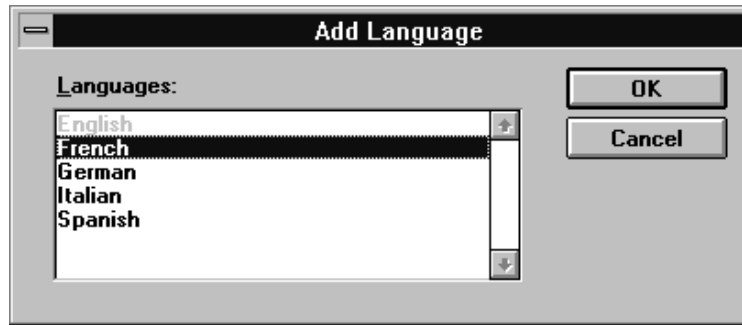 Add Language
Languages:
OK
English
French
Cancel
German
Italian
Spanish